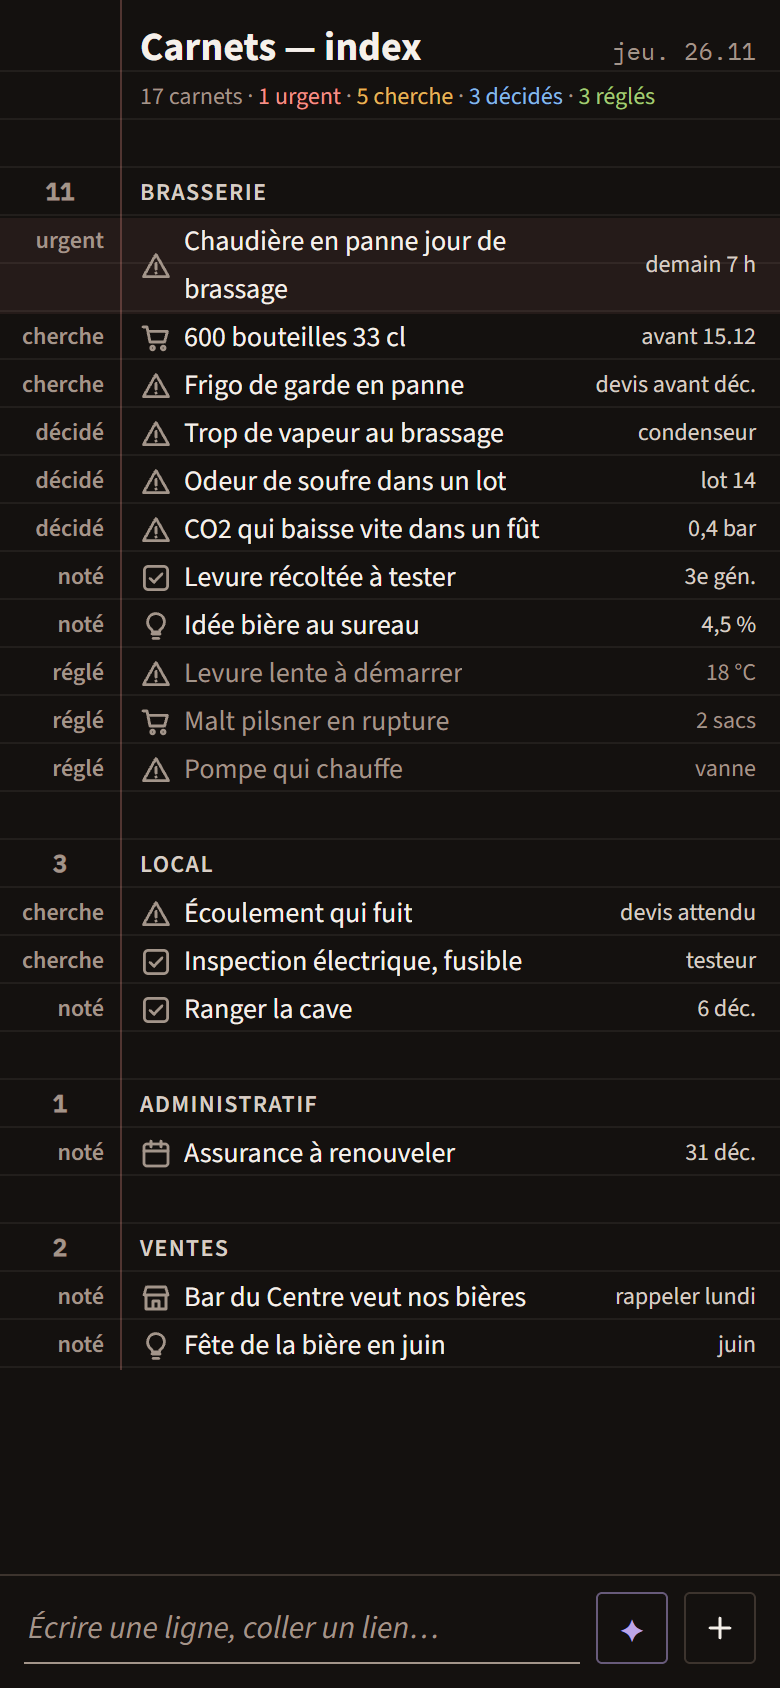 Carnets — index
jeu. 26.11
17 carnets · 1 urgent · 5 cherche · 3 décidés · 3 réglés
11 BRASSERIE
urgent Chaudière en panne jour de brassage demain 7 h
cherche 600 bouteilles 33 cl avant 15.12
cherche Frigo de garde en panne devis avant déc.
décidé Trop de vapeur au brassage condenseur
décidé Odeur de soufre dans un lot lot 14
décidé CO2 qui baisse vite dans un fût 0,4 bar
noté Levure récoltée à tester 3e gén.
noté Idée bière au sureau 4,5 %
réglé Levure lente à démarrer 18 °C
réglé Malt pilsner en rupture 2 sacs
réglé Pompe qui chauffe vanne
3 LOCAL
cherche Écoulement qui fuit devis attendu
cherche Inspection électrique, fusible testeur
noté Ranger la cave 6 déc.
1 ADMINISTRATIF
noté Assurance à renouveler 31 déc.
2 VENTES
noté Bar du Centre veut nos bières rappeler lundi
noté Fête de la bière en juin juin
Écrire une ligne, coller un lien…